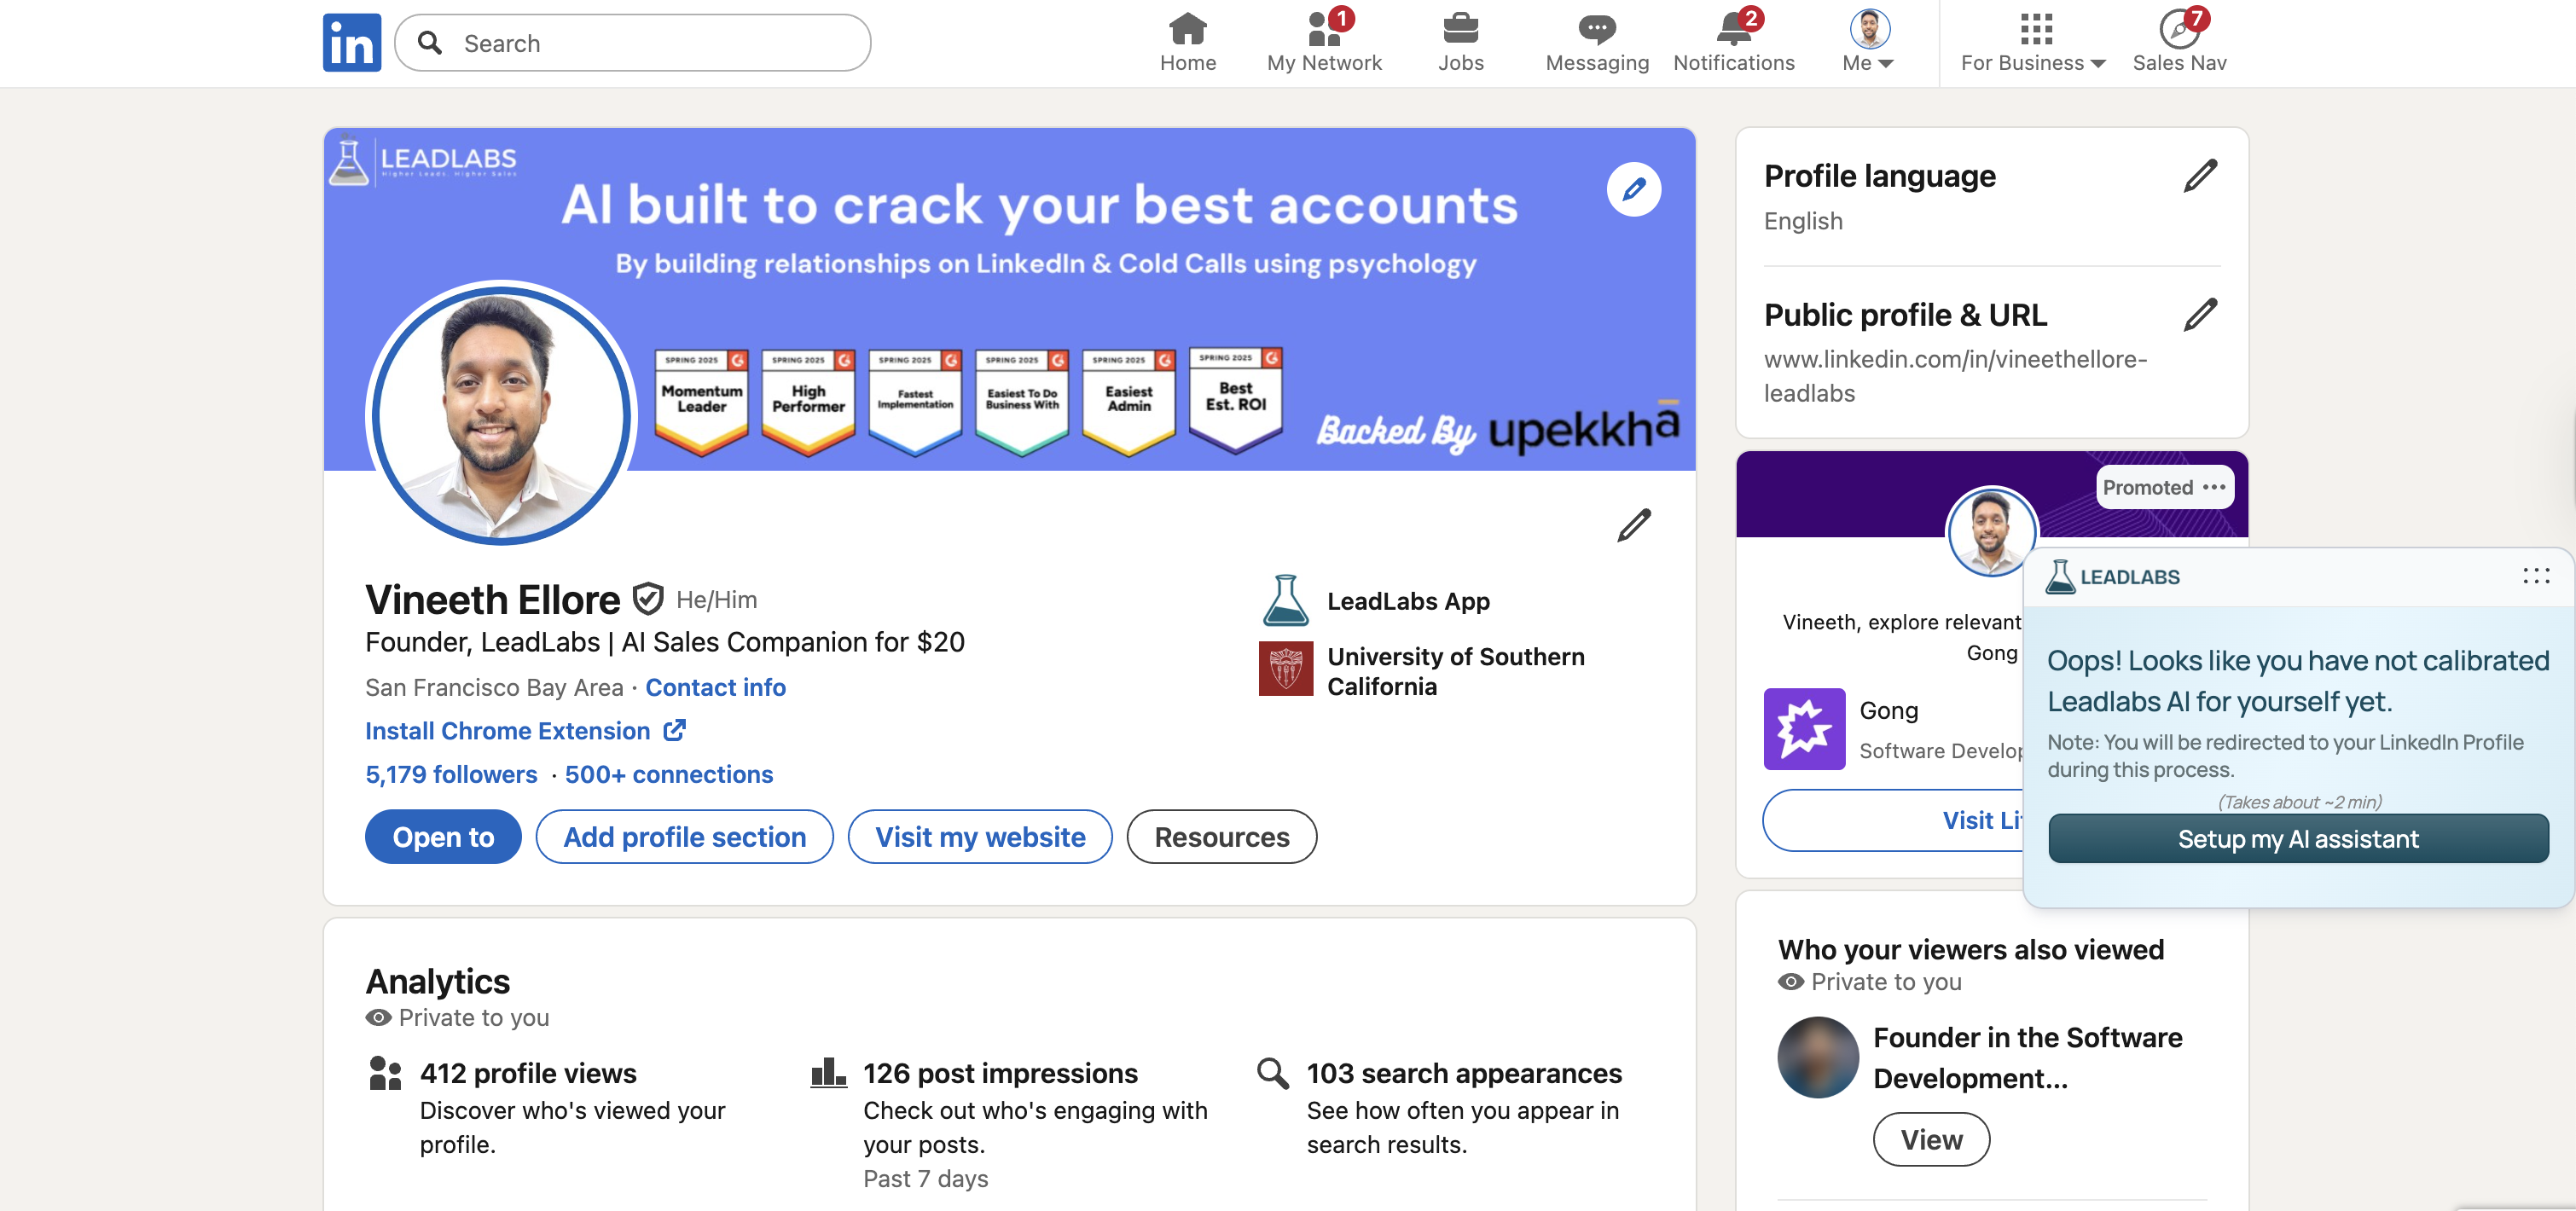 in
Search
Home
1
My Network
Jobs
Messaging
2
Notifications
Me
For Business
7
Sales Nav
LEADLABS
Higher Leads. Higher Sales
AI built to crack your best accounts
By building relationships on LinkedIn & Cold Calls using psychology
SPRING 2025
Momentum
Leader
SPRING 2025
High
Performer
SPRING 2025
Fastest
Implementation
SPRING 2025
Easiest To Do
Business With
SPRING 2025
Easiest
Admin
SPRING 2025
Best
Est. ROI
Backed By upekkha
Vineeth Ellore He/Him
Founder, LeadLabs | AI Sales Companion for $20
San Francisco Bay Area · Contact info
Install Chrome Extension
5,179 followers · 500+ connections
Open to
Add profile section
Visit my website
Resources
LeadLabs App
University of Southern
California
Analytics
Private to you
412 profile views
Discover who's viewed your
profile.
126 post impressions
Check out who's engaging with
your posts.
Past 7 days
103 search appearances
See how often you appear in
search results.
Profile language
English
Public profile & URL
www.linkedin.com/in/vineethellore-
leadlabs
Promoted ···
Vineeth, explore relevant
Gong
Gong
Software Develop
Visit Li
LEADLABS
Oops! Looks like you have not calibrated
Leadlabs AI for yourself yet.
Note: You will be redirected to your LinkedIn Profile
during this process.
(Takes about ~2 min)
Setup my AI assistant
Who your viewers also viewed
Private to you
Founder in the Software
Development...
View